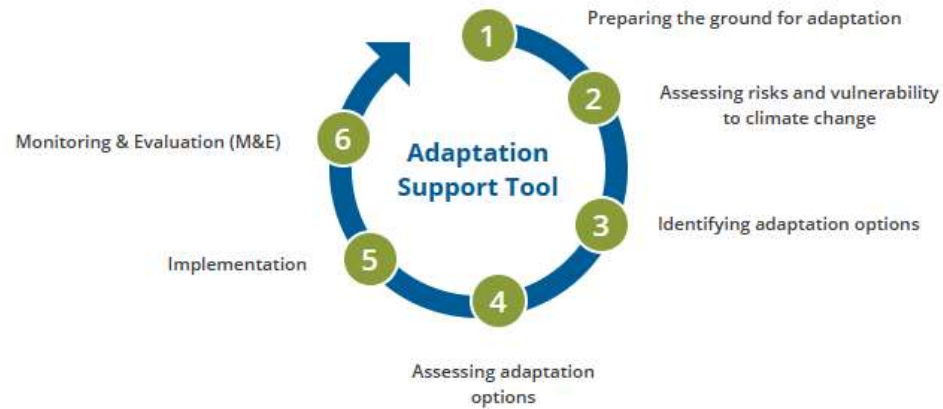 1
Preparing the ground for adaptation
2
Assessing risks and vulnerability
to climate change
3
Identifying adaptation options
4
Assessing adaptation
options
5
Implementation
6
Monitoring & Evaluation (M&E)
Adaptation
Support Tool